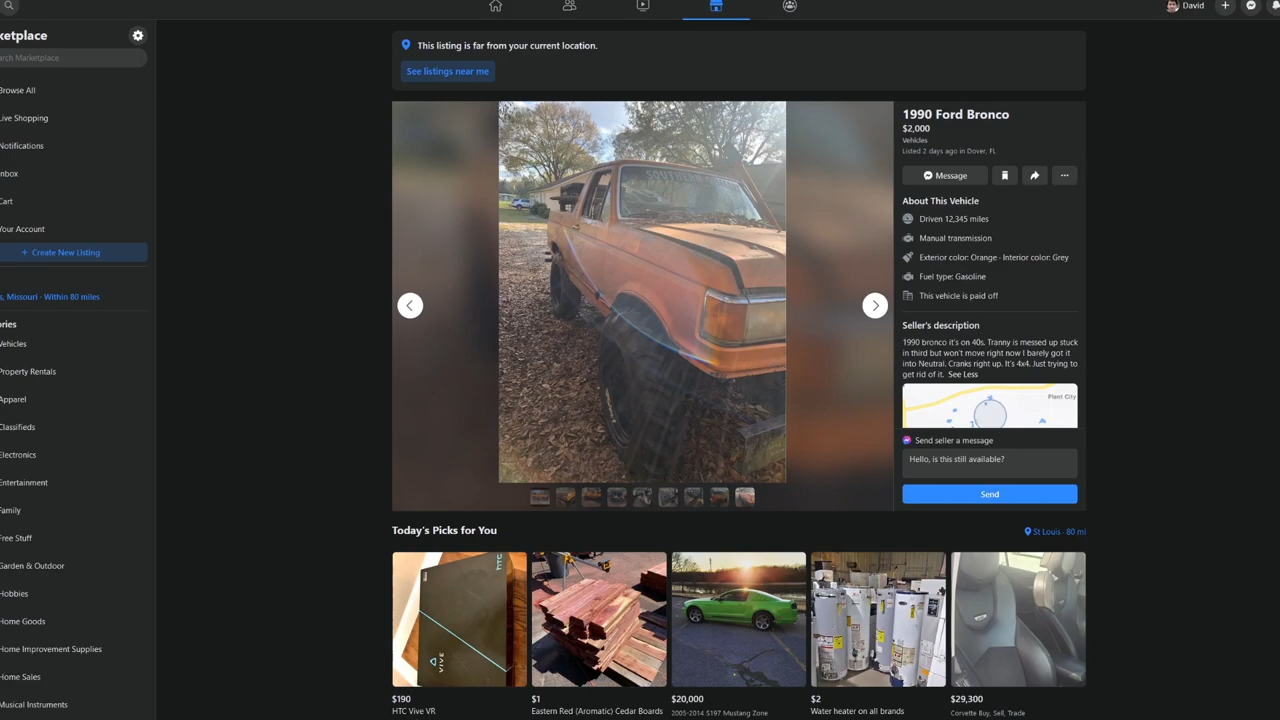 David
ketplace
arch Marketplace
Browse All
Live Shopping
Notifications
nbox
Cart
Your Account
+ Create New Listing
s, Missouri · Within 80 miles
ories
Vehicles
Property Rentals
Apparel
Classifieds
Electronics
Entertainment
Family
Free Stuff
Garden & Outdoor
Hobbies
Home Goods
Home Improvement Supplies
Home Sales
Musical Instruments
This listing is far from your current location.
See listings near me
1990 Ford Bronco
$2,000
Vehicles
Listed 2 days ago in Dover, FL
Message
About This Vehicle
Driven 12,345 miles
Manual transmission
Exterior color: Orange · Interior color: Grey
Fuel type: Gasoline
This vehicle is paid off
Seller's description
1990 bronco it's on 40s. Tranny is messed up stuck
in third but won't move right now I barely got it
into Neutral. Cranks right up. It's 4x4. Just trying to
get rid of it. See Less
Plant City
Send seller a message
Hello, is this still available?
Send
Today's Picks for You
St Louis · 80 mi
hTC
VIVE
$190
HTC Vive VR
$1
Eastern Red (Aromatic) Cedar Boards
$20,000
2005-2014 S197 Mustang Zone
$2
Water heater on all brands
$29,300
Corvette Buy, Sell, Trade